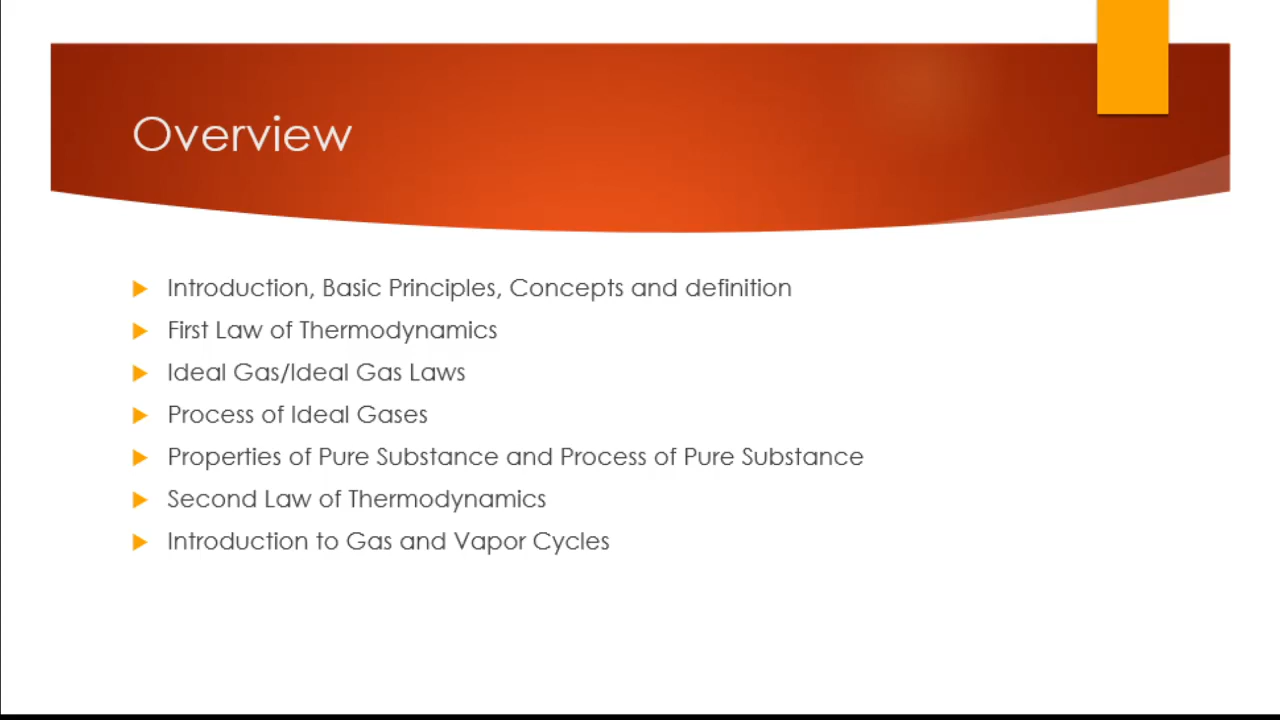 Overview
Introduction, Basic Principles, Concepts and definition
First Law of Thermodynamics
Ideal Gas/Ideal Gas Laws
Process of Ideal Gases
Properties of Pure Substance and Process of Pure Substance
Second Law of Thermodynamics
Introduction to Gas and Vapor Cycles